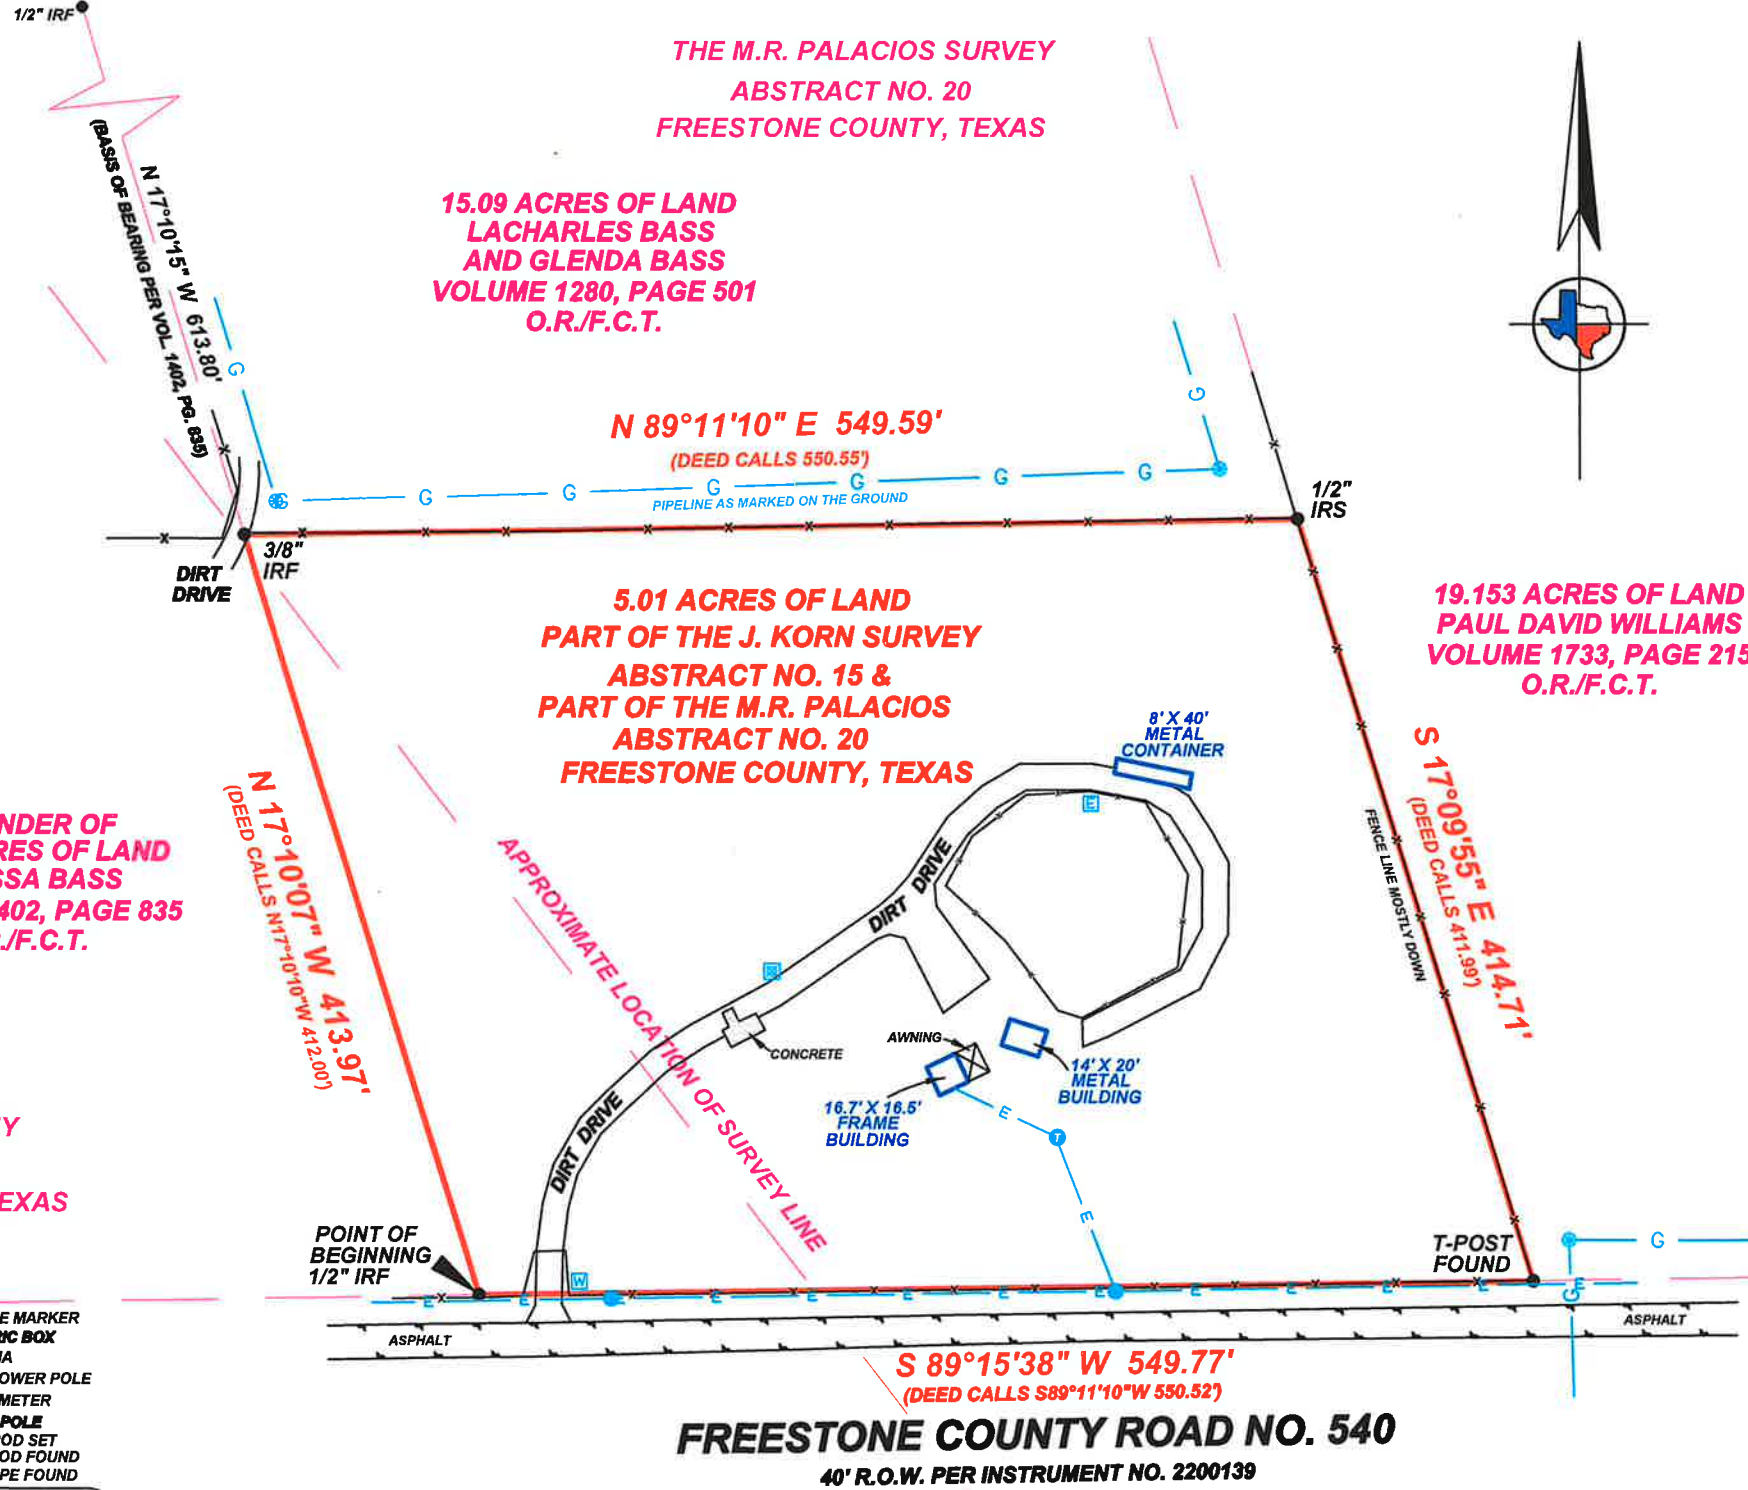 1/2" IRF
THE M.R. PALACIOS SURVEY
ABSTRACT NO. 20
FREESTONE COUNTY, TEXAS
N 17°10'15" W 613.80'
(BASIS OF BEARING PER VOL. 1402, PG. 835)
15.09 ACRES OF LAND
LACHARLES BASS
AND GLENDA BASS
VOLUME 1280, PAGE 501
O.R./F.C.T.
G
G
N 89°11'10" E 549.59'
(DEED CALLS 550.55')
G G G G G G G
PIPELINE AS MARKED ON THE GROUND
1/2"
IRS
3/8"
IRF
DIRT
DRIVE
5.01 ACRES OF LAND
PART OF THE J. KORN SURVEY
ABSTRACT NO. 15 &
PART OF THE M.R. PALACIOS
ABSTRACT NO. 20
FREESTONE COUNTY, TEXAS
19.153 ACRES OF LAND
PAUL DAVID WILLIAMS
VOLUME 1733, PAGE 215
O.R./F.C.T.
8' X 40'
METAL
CONTAINER
E
S 17°09'55" E 414.71'
(DEED CALLS 411.99')
FENCE LINE MOSTLY DOWN
N 17°10'07" W 413.97'
(DEED CALLS N17°10'10"W 412.00')
NDER OF
RES OF LAND
SSA BASS
402, PAGE 835
./F.C.T.
APPROXIMATE LOCATION OF SURVEY LINE
DIRT DRIVE
CONCRETE
AWNING
14' X 20'
METAL
BUILDING
16.7' X 16.5'
FRAME
BUILDING
E
T
E
DIRT DRIVE
Y
EXAS
POINT OF
BEGINNING
1/2" IRF
W
T-POST
FOUND
G
G
E E E E E E E E E E E E
E MARKER
RIC BOX
NA
OWER POLE
METER
POLE
OD SET
OD FOUND
PE FOUND
ASPHALT
ASPHALT
S 89°15'38" W 549.77'
(DEED CALLS S89°11'10"W 550.52')
FREESTONE COUNTY ROAD NO. 540
40' R.O.W. PER INSTRUMENT NO. 2200139